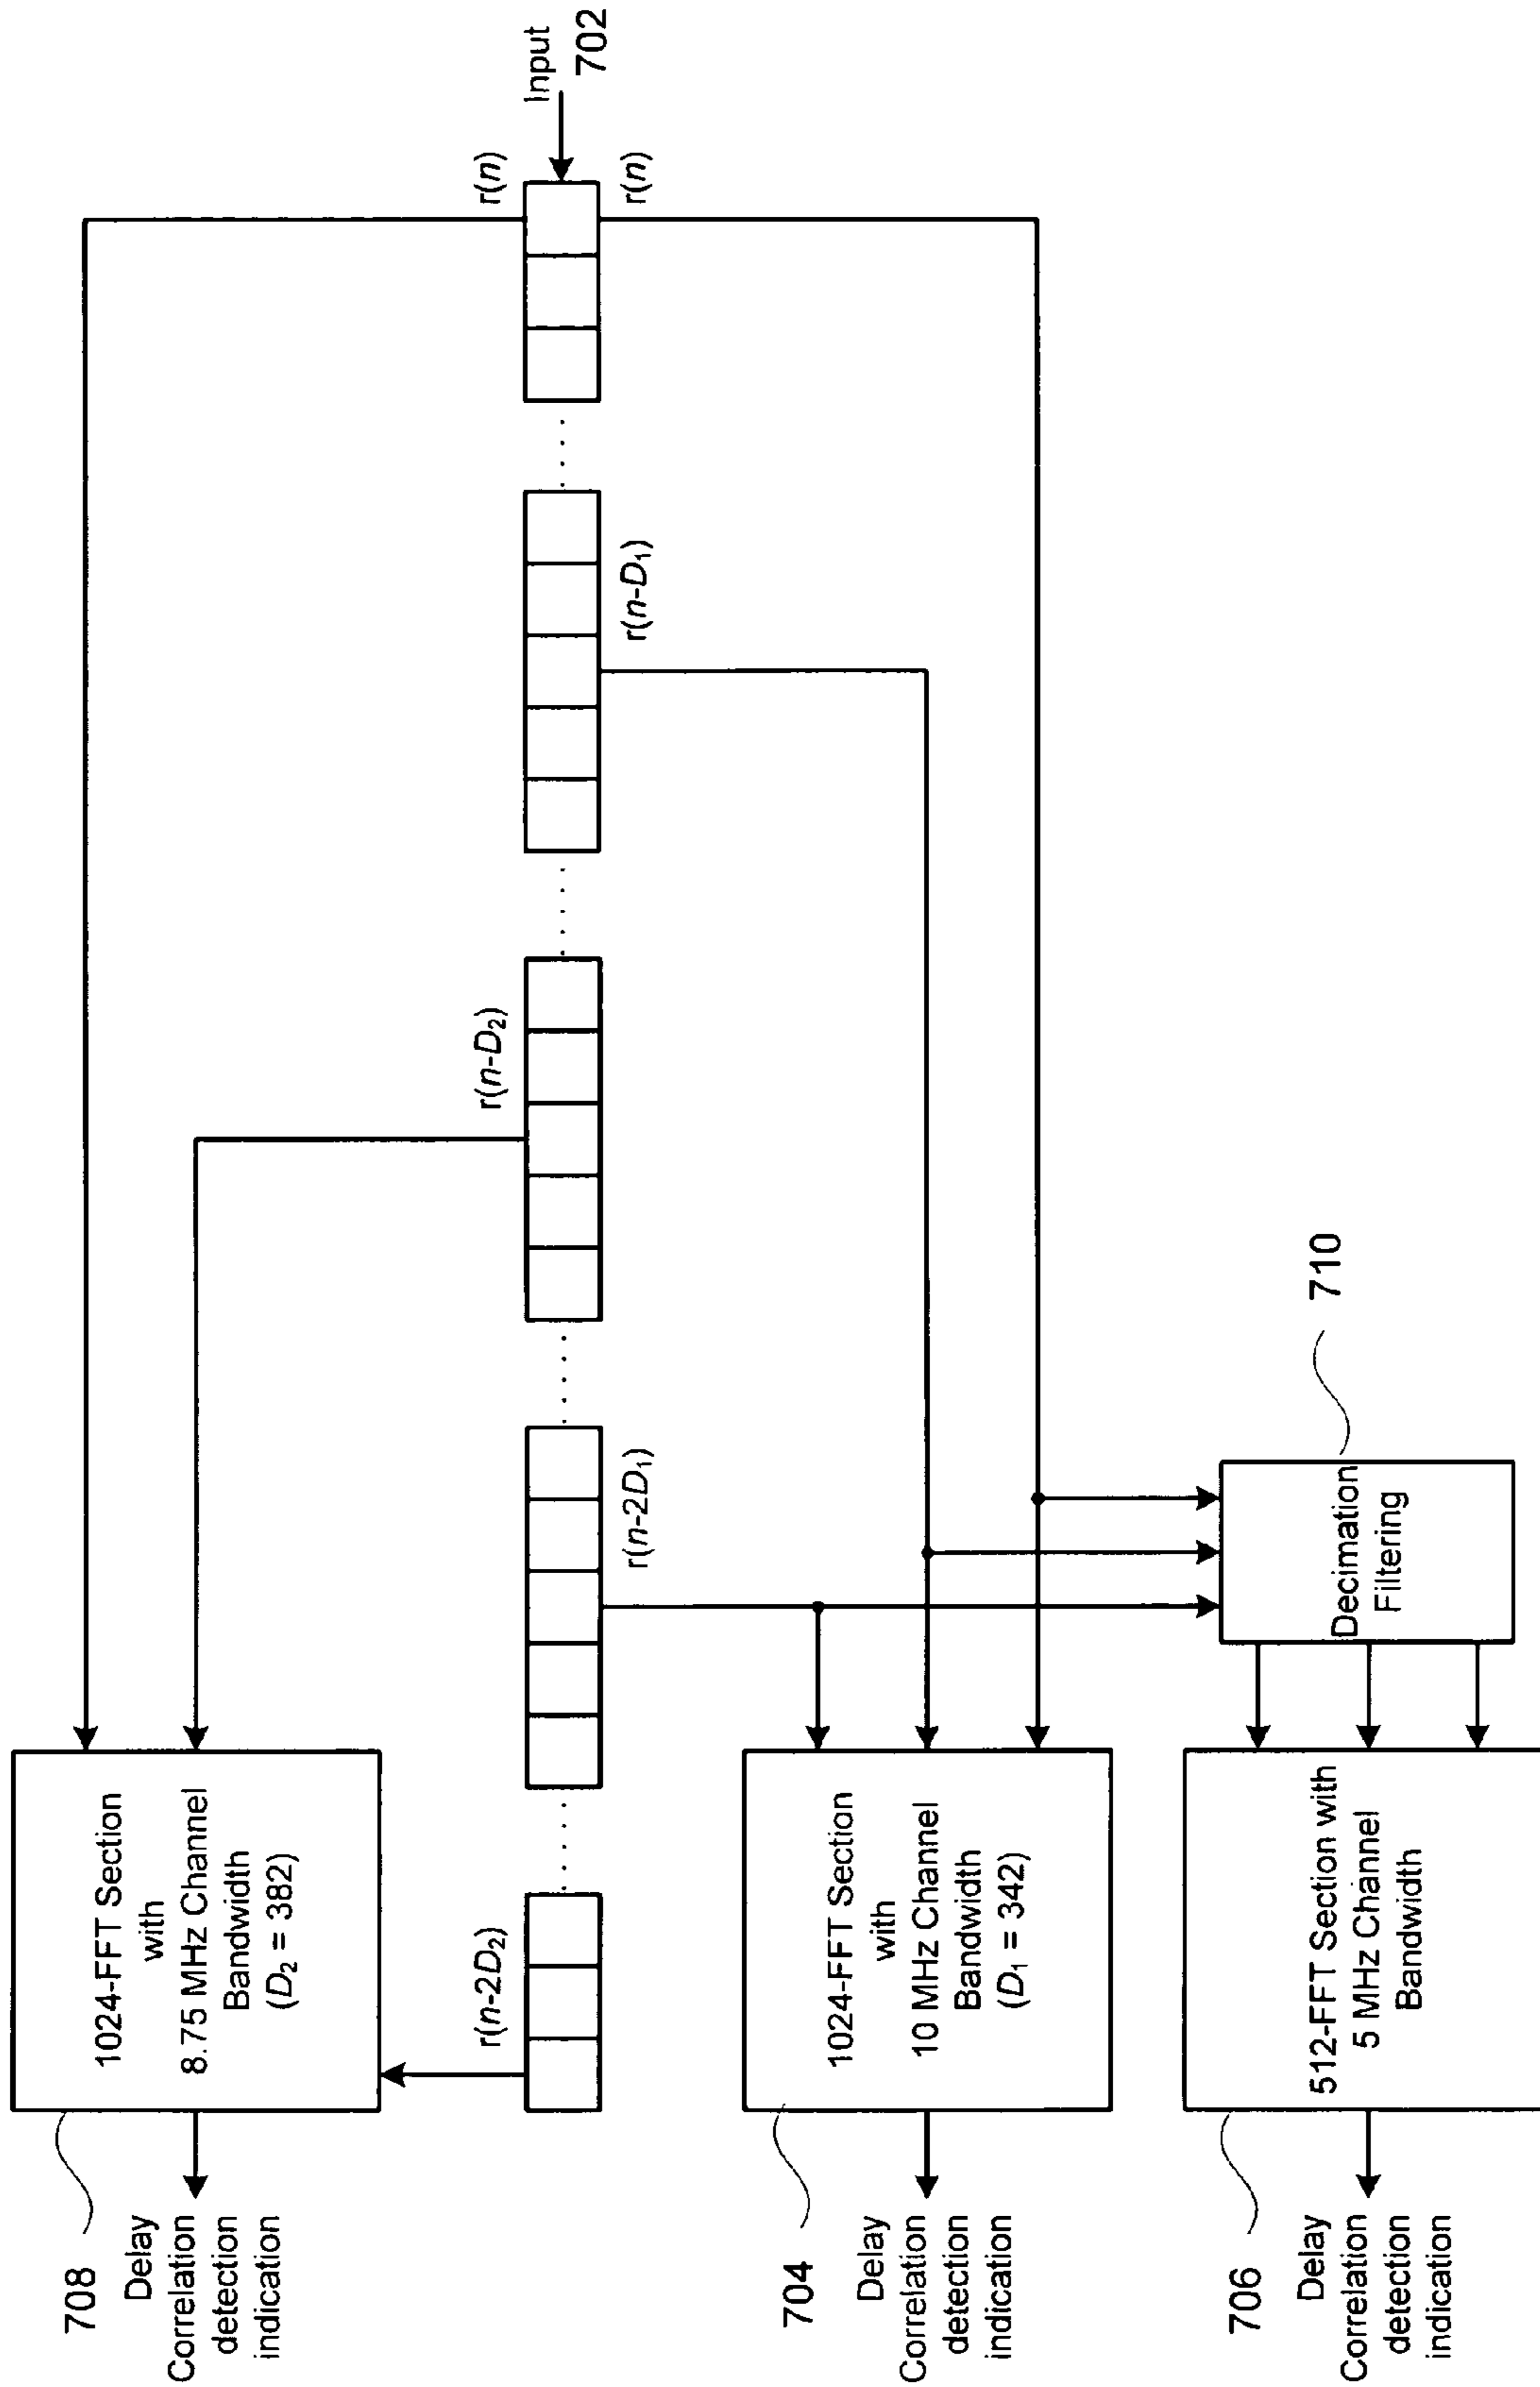 708
Delay
Correlation
detection
indication
1024-FFT Section
with
8.75 MHz Channel
Bandwidth
(D₂ = 382)
r(n-2D₂)
r(n-D₂)
r(n)
Input
702
r(n-2D₁)
r(n-D₁)
r(n)
704
Delay
Correlation
detection
indication
1024-FFT Section
with
10 MHz Channel
Bandwidth
(D₁ = 342)
706
Delay
Correlation
detection
indication
512-FFT Section with
5 MHz Channel
Bandwidth
Decimation
Filtering
710